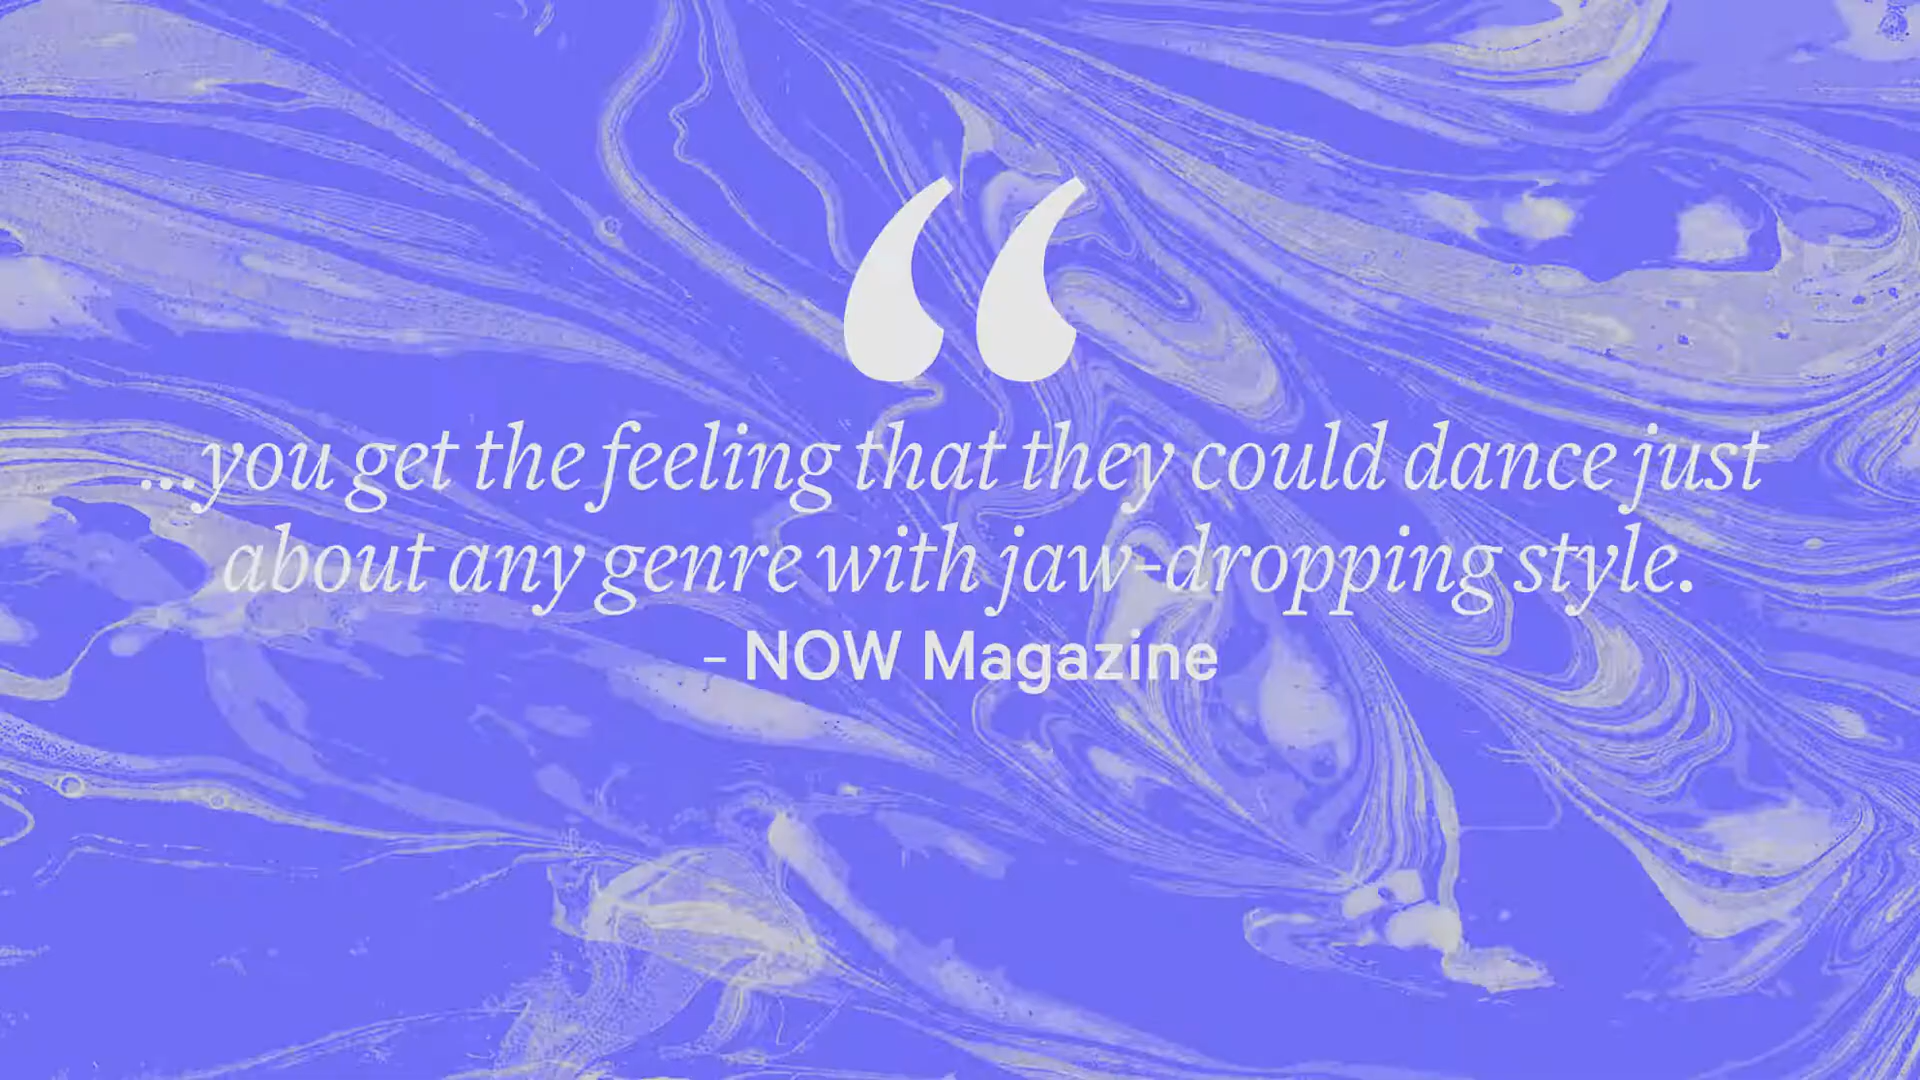 “
...you get the feeling that they could dance just
about any genre with jaw-dropping style.
– NOW Magazine